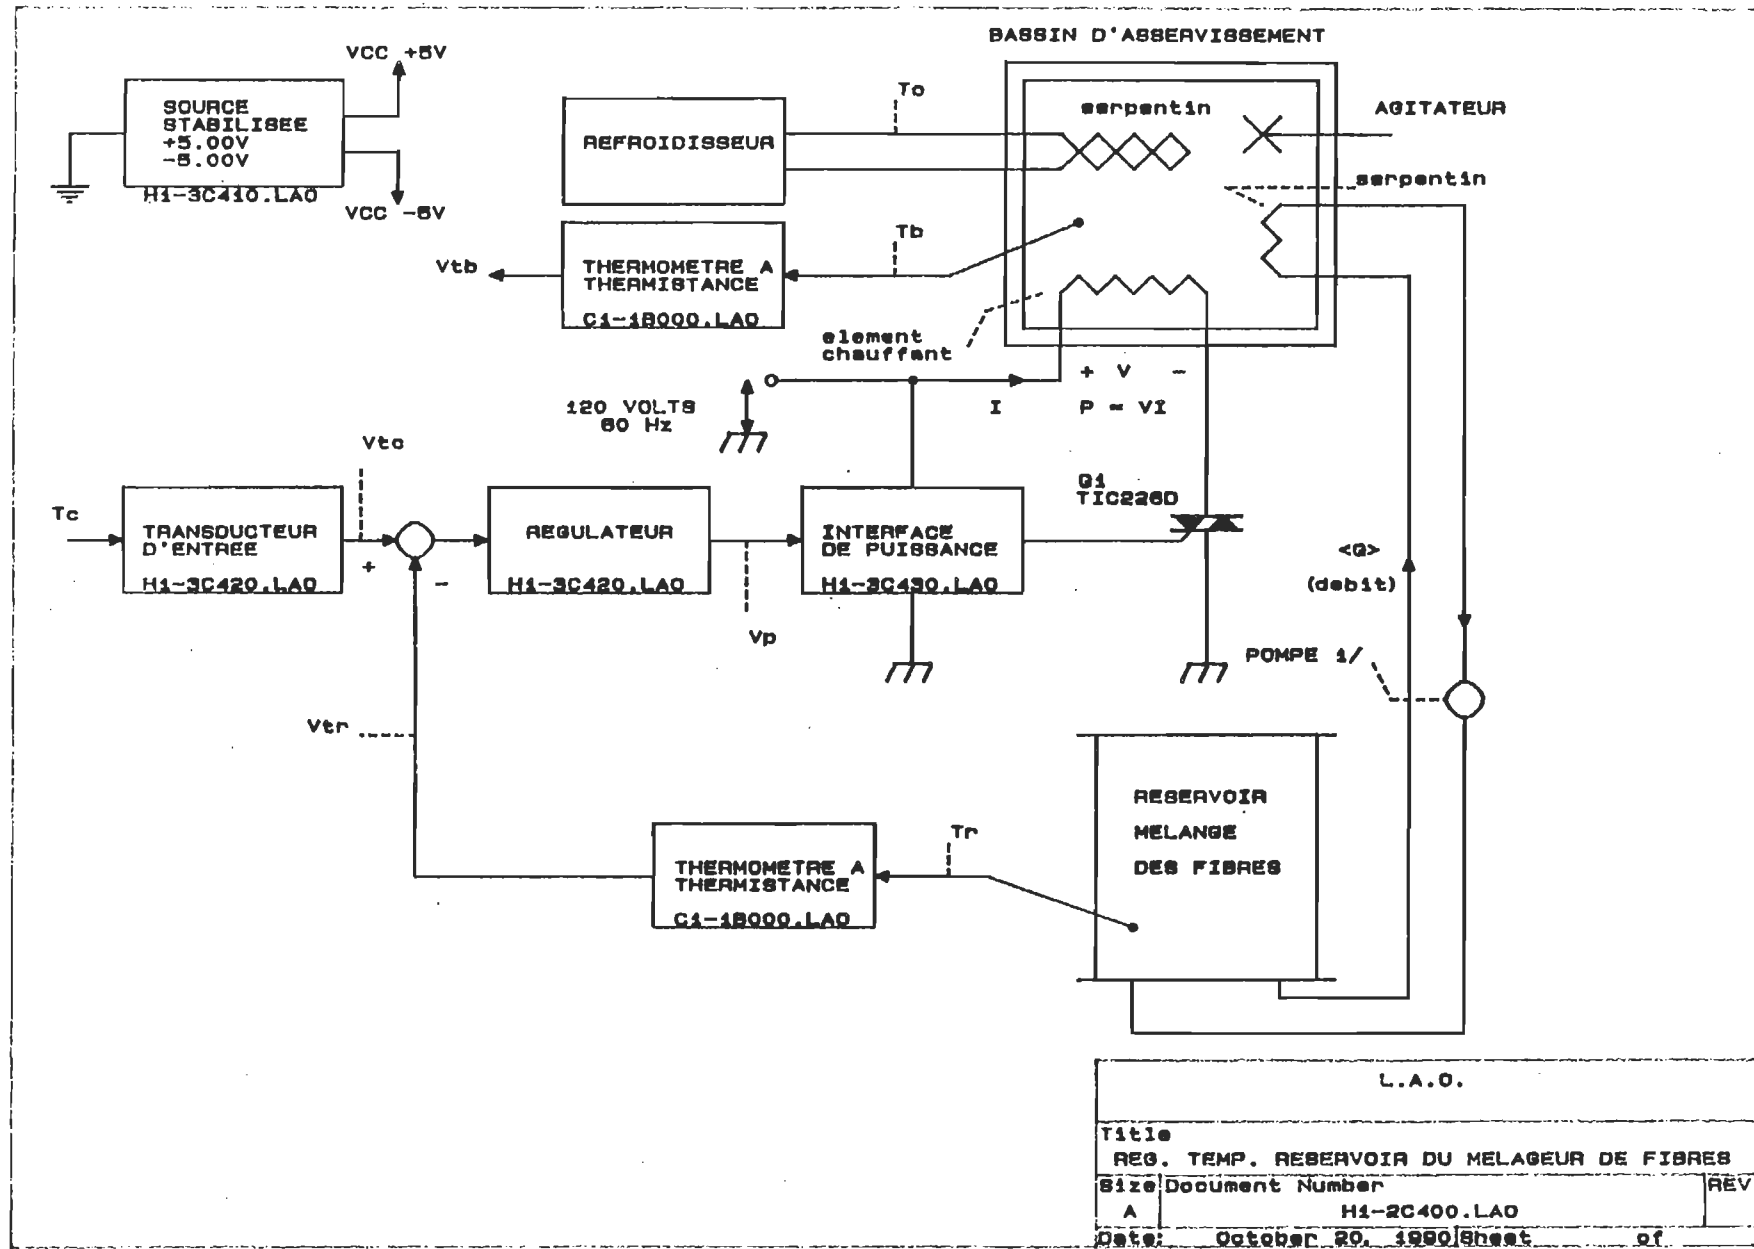 BASSIN D'ASSERVISSEMENT
VCC +5V
SOURCE
STABILISEE
+5.00V
-5.00V
H1-3C410.LAO
VCC -5V
REFROIDISSEUR
To
serpentin
AGITATEUR
serpentin
Vtb
THERMOMETRE A
THERMISTANCE
C1-1B000.LAO
Tb
element
chauffant
120 VOLTS
60 Hz
I
+ V -
P = VI
Vtc
Tc
TRANSDUCTEUR
D'ENTREE
H1-3C420.LAO
+
-
REGULATEUR
H1-3C420.LAO
Vp
INTERFACE
DE PUISSANCE
H1-3C430.LAO
Q1
TIC226D
<Q>
(debit)
POMPE 1/
Vtr
THERMOMETRE A
THERMISTANCE
C1-1B000.LAO
Tr
RESERVOIR
MELANGE
DES FIBRES
L.A.O.
Title
REG. TEMP. RESERVOIR DU MELAGEUR DE FIBRES
Size Document Number REV
A H1-2C400.LAO
Date: October 20, 1990 Sheet of